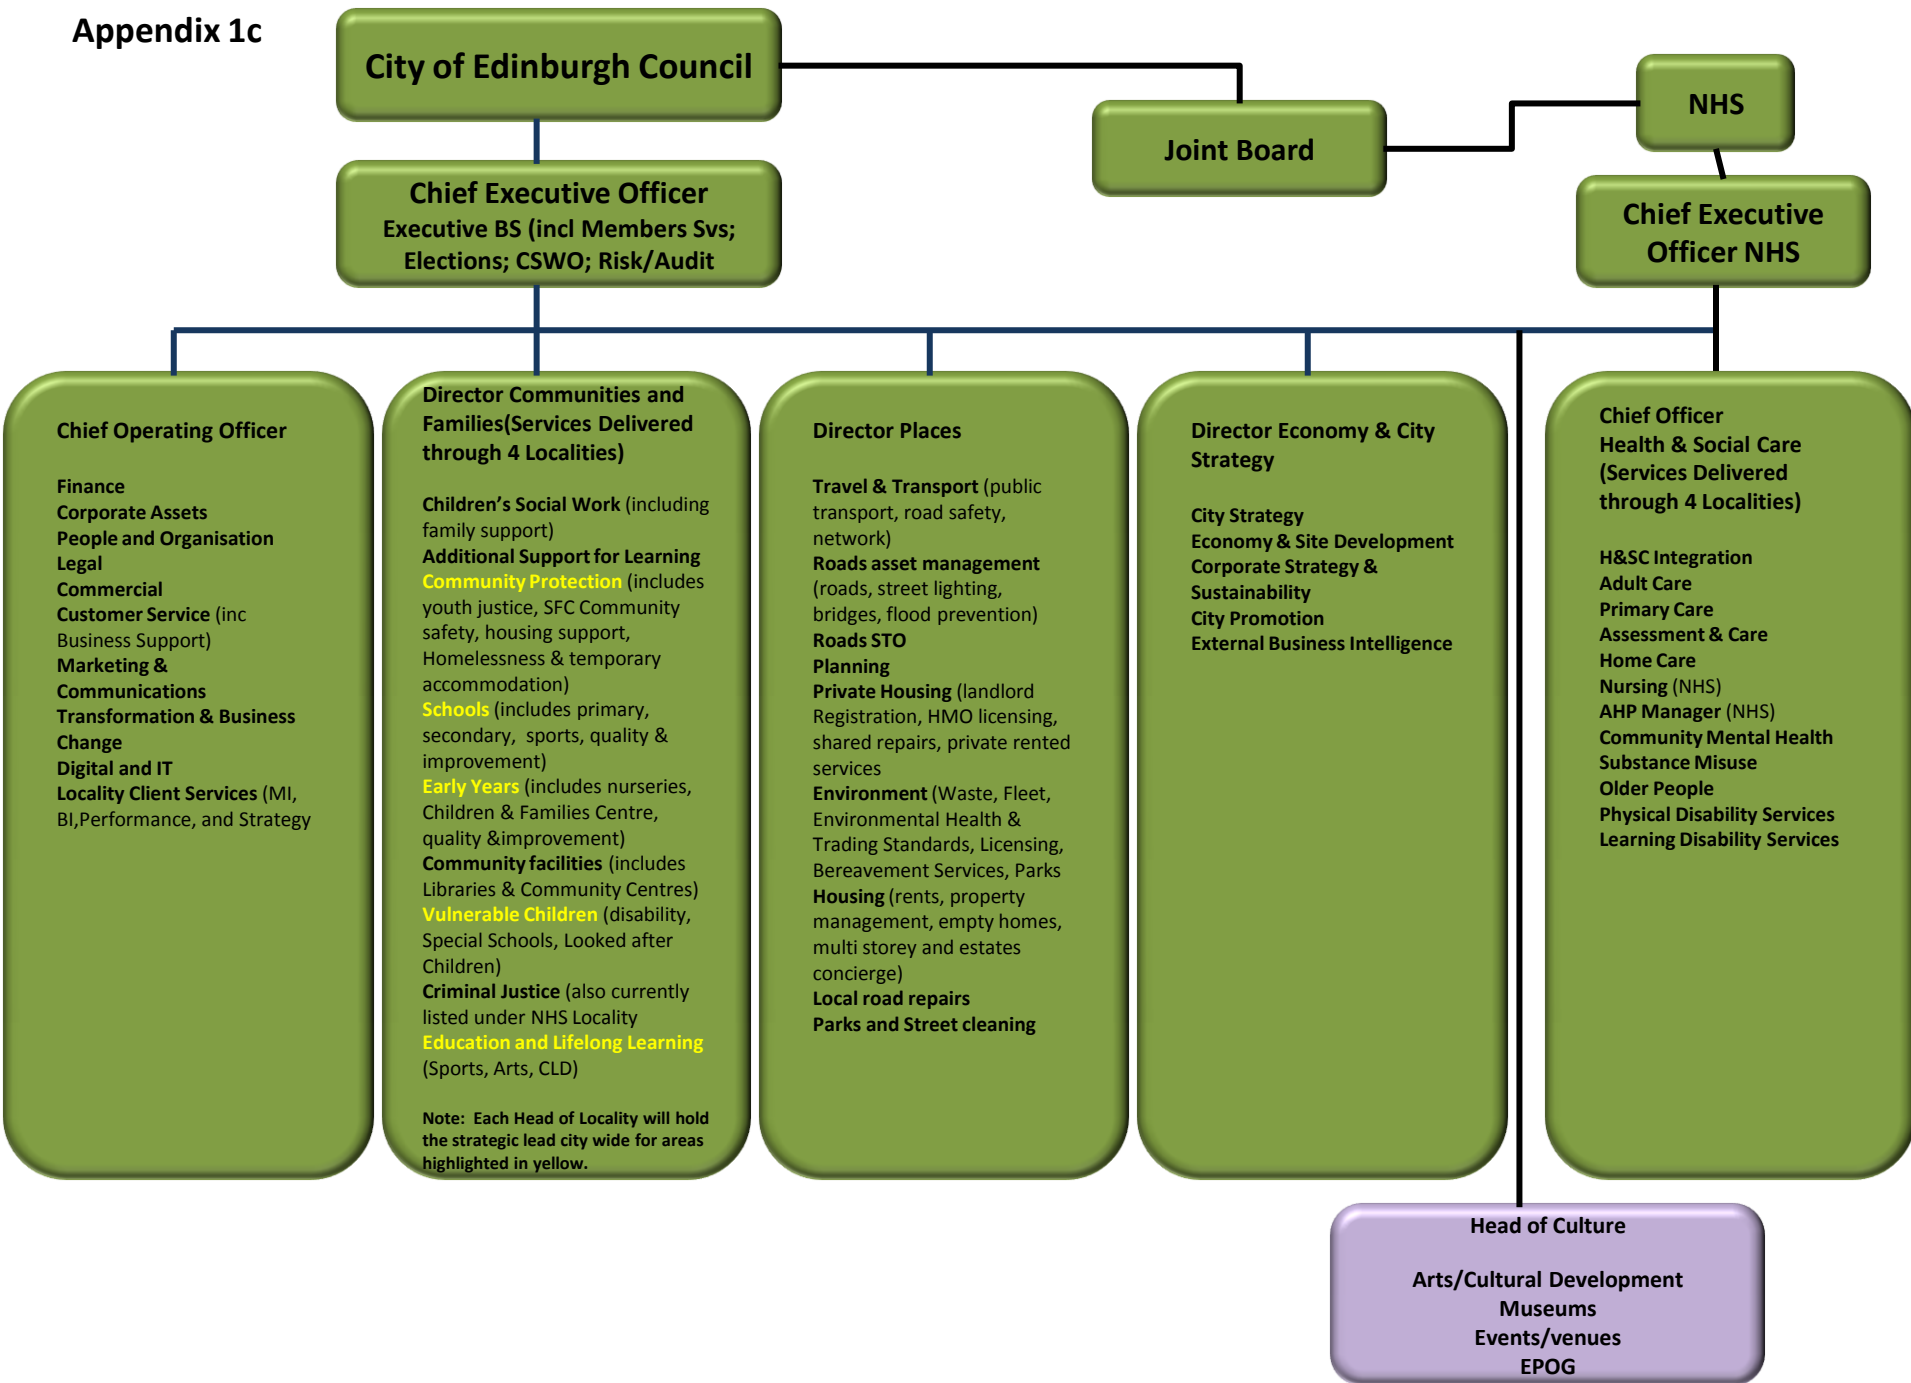 Appendix 1c
City of Edinburgh Council
NHS
Joint Board
Chief Executive Officer
Executive BS (incl Members Svs;
Elections; CSWO; Risk/Audit
Chief Executive
Officer NHS
Chief Operating Officer
Finance
Corporate Assets
People and Organisation
Legal
Commercial
Customer Service (inc
Business Support)
Marketing &
Communications
Transformation & Business
Change
Digital and IT
Locality Client Services (MI,
BI,Performance, and Strategy
Director Communities and
Families(Services Delivered
through 4 Localities)
Children’s Social Work (including
family support)
Additional Support for Learning
Community Protection (includes
youth justice, SFC Community
safety, housing support,
Homelessness & temporary
accommodation)
Schools (includes primary,
secondary, sports, quality &
improvement)
Early Years (includes nurseries,
Children & Families Centre,
quality &improvement)
Community facilities (includes
Libraries & Community Centres)
Vulnerable Children (disability,
Special Schools, Looked after
Children)
Criminal Justice (also currently
listed under NHS Locality
Education and Lifelong Learning
(Sports, Arts, CLD)
Note: Each Head of Locality will hold
the strategic lead city wide for areas
highlighted in yellow.
Director Places
Travel & Transport (public
transport, road safety,
network)
Roads asset management
(roads, street lighting,
bridges, flood prevention)
Roads STO
Planning
Private Housing (landlord
Registration, HMO licensing,
shared repairs, private rented
services
Environment (Waste, Fleet,
Environmental Health &
Trading Standards, Licensing,
Bereavement Services, Parks
Housing (rents, property
management, empty homes,
multi storey and estates
concierge)
Local road repairs
Parks and Street cleaning
Director Economy & City
Strategy
City Strategy
Economy & Site Development
Corporate Strategy &
Sustainability
City Promotion
External Business Intelligence
Chief Officer
Health & Social Care
(Services Delivered
through 4 Localities)
H&SC Integration
Adult Care
Primary Care
Assessment & Care
Home Care
Nursing (NHS)
AHP Manager (NHS)
Community Mental Health
Substance Misuse
Older People
Physical Disability Services
Learning Disability Services
Head of Culture
Arts/Cultural Development
Museums
Events/venues
EPOG